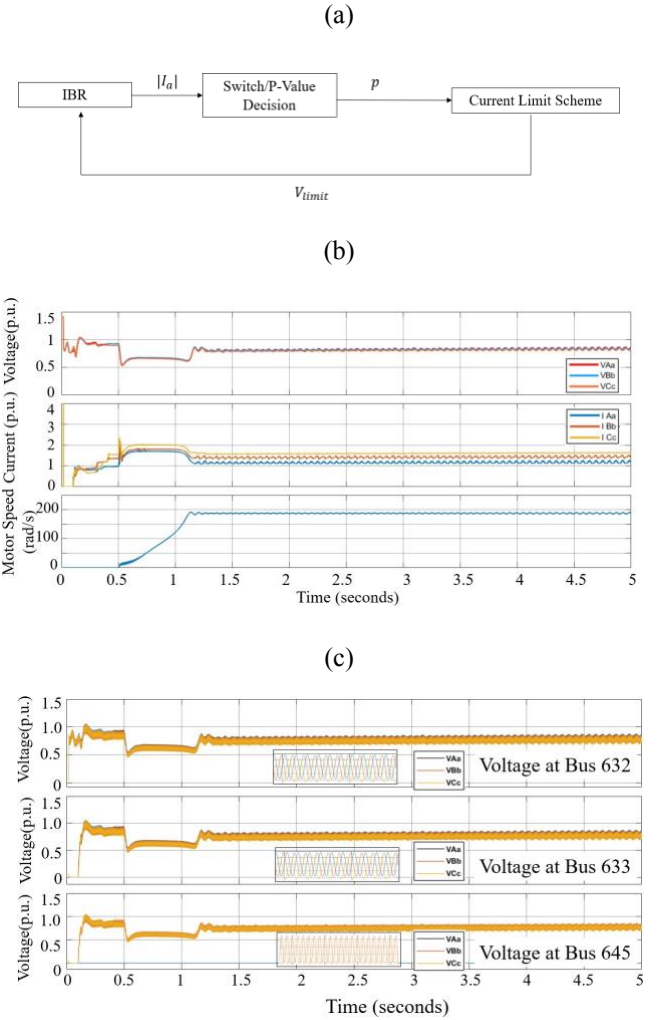 (a)
IBR
|I_a|
Switch/P-Value
Decision
p
Current Limit Scheme
V_limit
(b)
Voltage(p.u.)
1.5
1
0.5
0
VAa
VBb
VCc
Current (p.u.)
4
3
2
1
0
I Aa
I Bb
I Cc
Motor Speed
(rad/s)
200
100
0
0 0.5 1 1.5 2 2.5 3 3.5 4 4.5 5
Time (seconds)
(c)
Voltage(p.u.)
1.5
1.0
0.5
0
VAa
VBb
VCc
Voltage at Bus 632
Voltage(p.u.)
1.5
1.0
0.5
0
VAa
VBb
VCc
Voltage at Bus 633
Voltage(p.u.)
1.5
1.0
0.5
0
VAa
VBb
VCc
Voltage at Bus 645
0 0.5 1 1.5 2 2.5 3 3.5 4 4.5 5
Time (seconds)